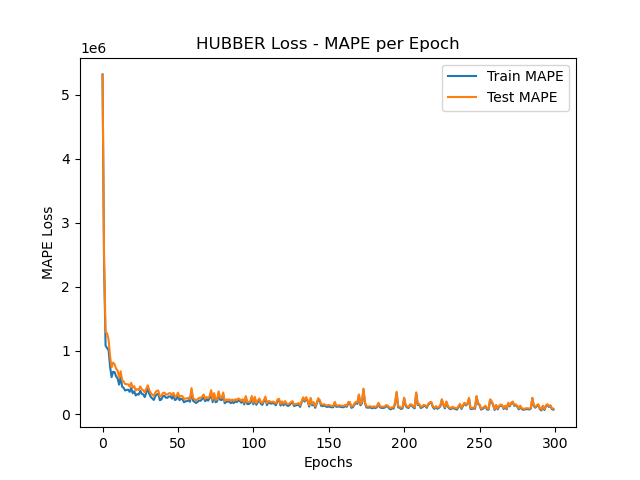 HUBBER Loss - MAPE per Epoch
1e6
Train MAPE
Test MAPE
MAPE Loss
5
4
3
2
1
0
0 50 100 150 200 250 300
Epochs